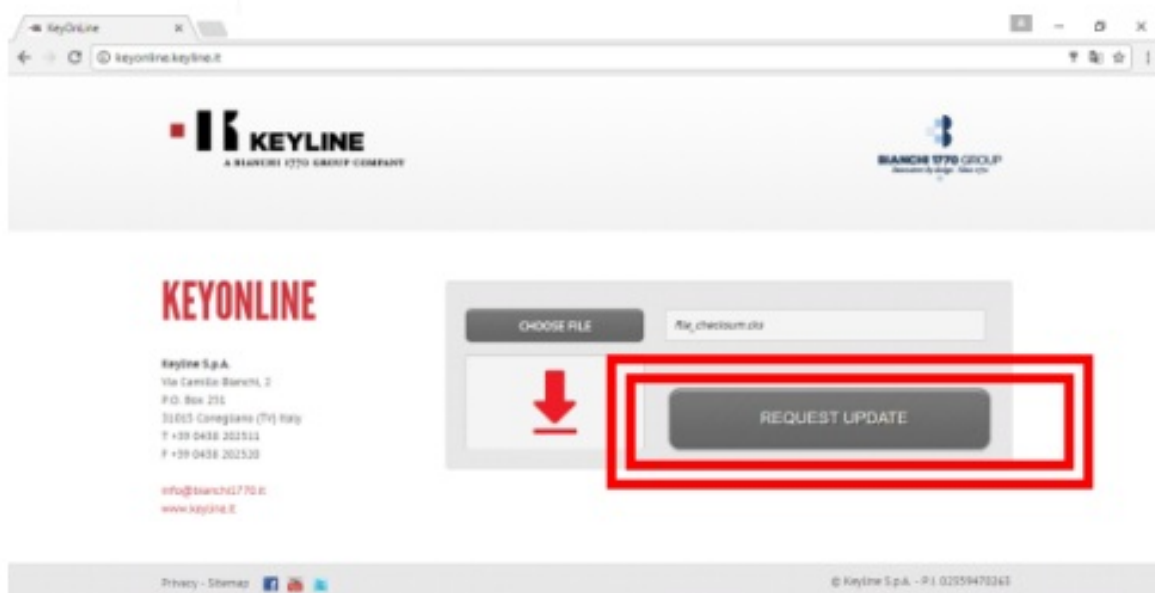 KeyOnLine
keyonline.keyline.it
KEYLINE
A BIANCHI 1770 GROUP COMPANY
BIANCHI 1770 GROUP
KEYONLINE
CHOOSE FILE
file_checksum.dss
Keyline S.p.A.
Via Camillo Bianchi, 2
P.O. Box 251
31015 Conegliano (TV) Italy
T +39 0438 202511
F +39 0438 202520
REQUEST UPDATE
info@bianchi1770.it
www.keyline.it
Privacy - Sitemap
© Keyline S.p.A. - P.I. 02359470263